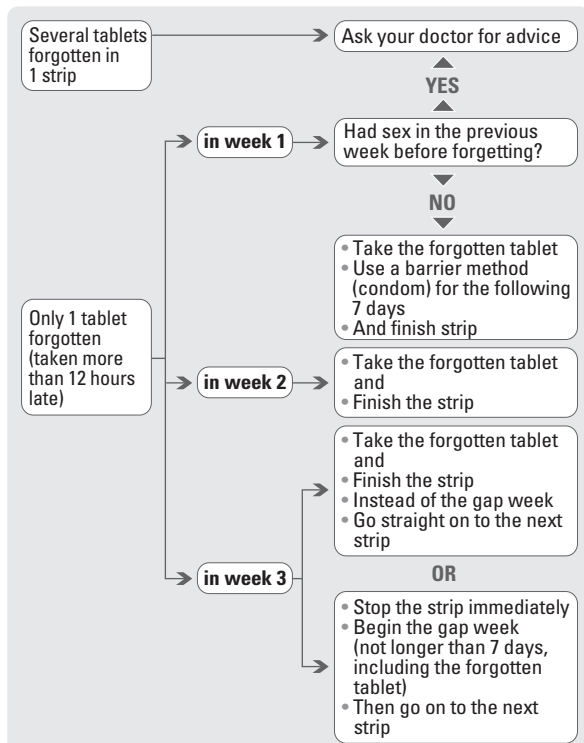 Several tablets
forgotten in
1 strip
Ask your doctor for advice
YES
in week 1
Had sex in the previous
week before forgetting?
NO
• Take the forgotten tablet
• Use a barrier method
(condom) for the following
7 days
• And finish strip
Only 1 tablet
forgotten
(taken more
than 12 hours
late)
in week 2
• Take the forgotten tablet
and
• Finish the strip
• Take the forgotten tablet
and
• Finish the strip
• Instead of the gap week
• Go straight on to the next
strip
in week 3
OR
• Stop the strip immediately
• Begin the gap week
(not longer than 7 days,
including the forgotten
tablet)
• Then go on to the next
strip